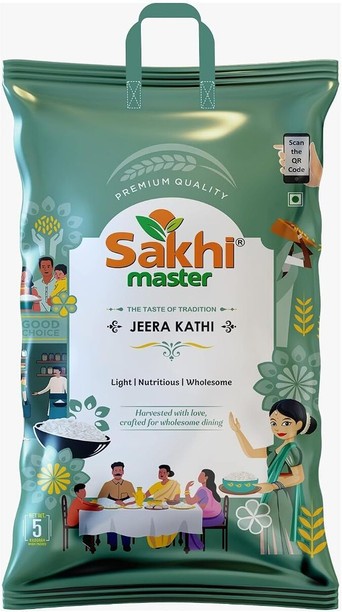 Scan
the
QR
Code
PREMIUM QUALITY
Sakhi®
master
THE TASTE OF TRADITION
JEERA KATHI
GOOD
CHOICE
Light | Nutritious | Wholesome
Harvested with love,
crafted for wholesome dining
NET WT.
5